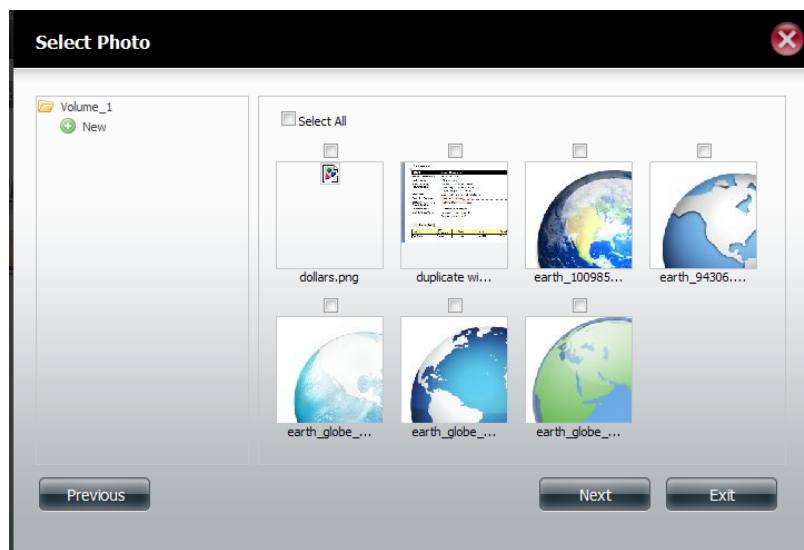 Select Photo
Volume_1
New
Select All
dollars.png
duplicate wi...
earth_100985...
earth_94306....
earth_globe_...
earth_globe_...
earth_globe_...
Previous
Next
Exit